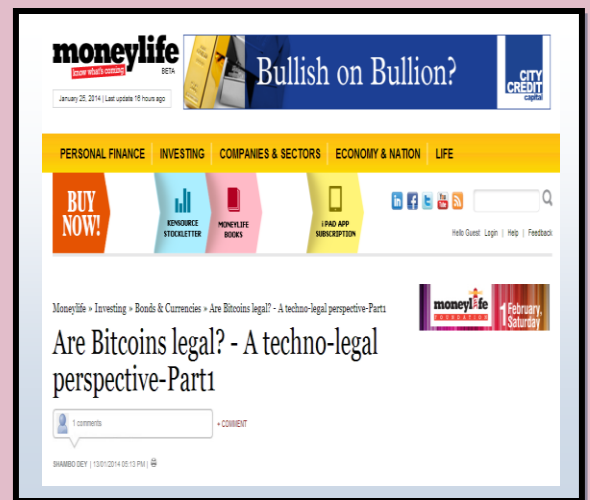 moneylife
know what's coming!
BETA
January 25, 2014 | Last update 16 hours ago
Bullish on Bullion?
CITY
CREDIT
capital
PERSONAL FINANCE
INVESTING
COMPANIES & SECTORS
ECONOMY & NATION
LIFE
BUY
NOW!
KENSOURCE
STOCKLETTER
MONEYLIFE
BOOKS
iPAD APP
SUBSCRIPTION
Hello Guest Login | Help | Feedback
moneylife
FOUNDATION
1 February,
Saturday
Moneylife » Investing » Bonds & Currencies » Are Bitcoins legal? - A techno-legal perspective-Part1
Are Bitcoins legal? - A techno-legal
perspective-Part1
1 comments
+ COMMENT
SHAMBO DEY | 13/01/2014 05:13 PM |